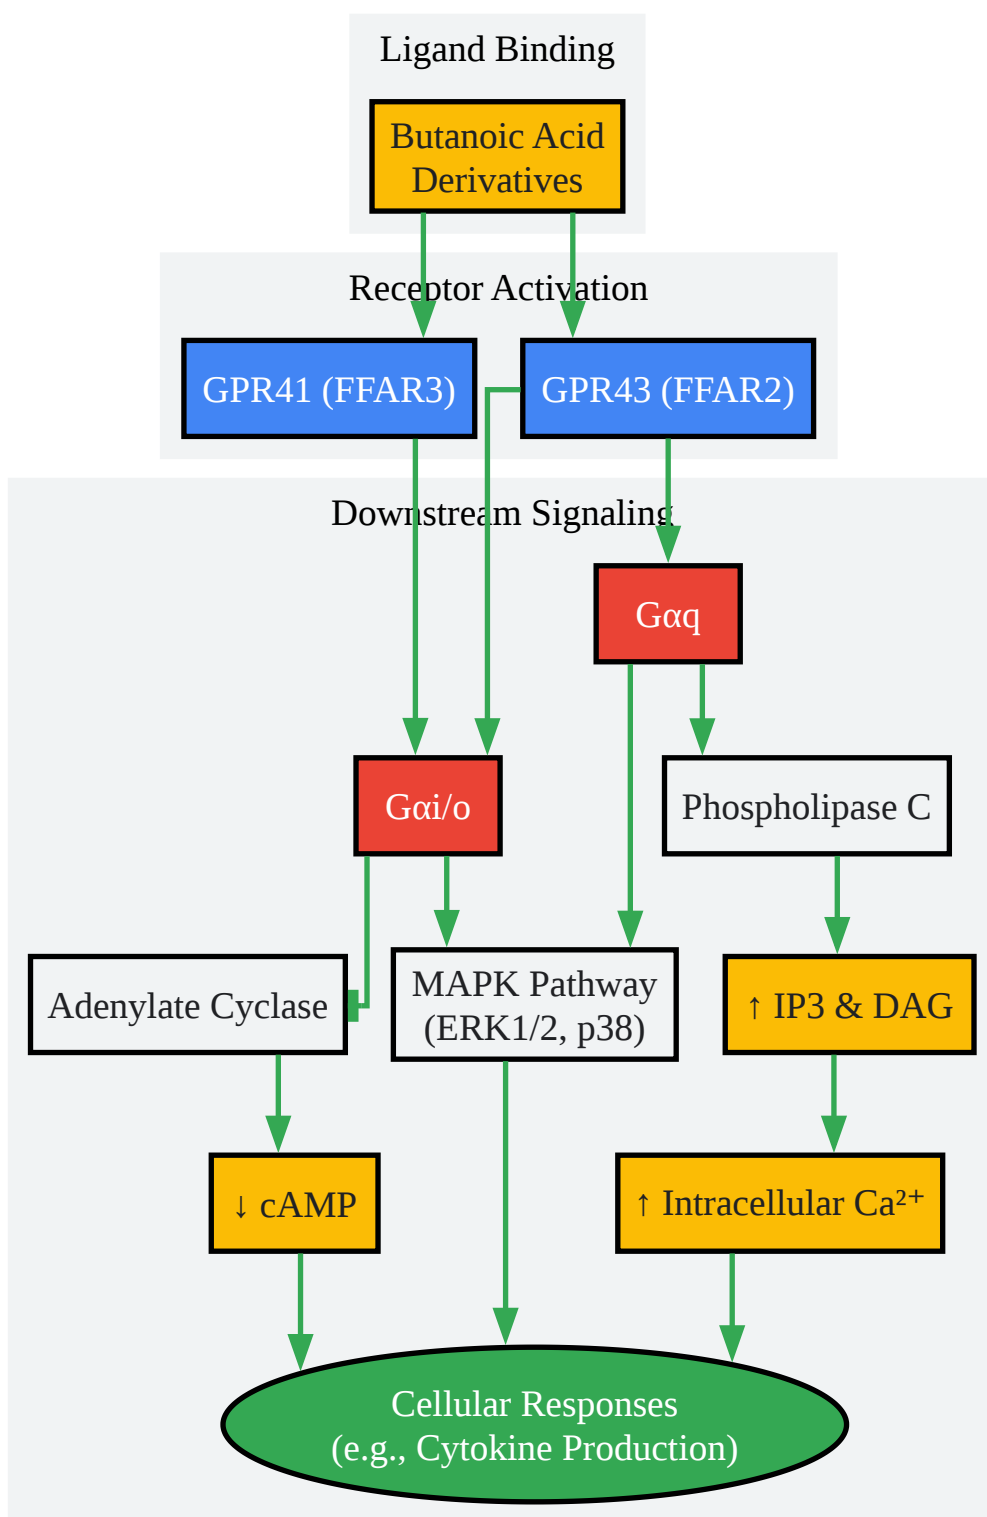 Ligand Binding
Butanoic Acid
Derivatives
Receptor Activation
GPR41 (FFAR3)
GPR43 (FFAR2)
Downstream Signaling
Gαq
Gαi/o
Phospholipase C
Adenylate Cyclase
MAPK Pathway
(ERK1/2, p38)
↑ IP3 & DAG
↓ cAMP
↑ Intracellular Ca²⁺
Cellular Responses
(e.g., Cytokine Production)